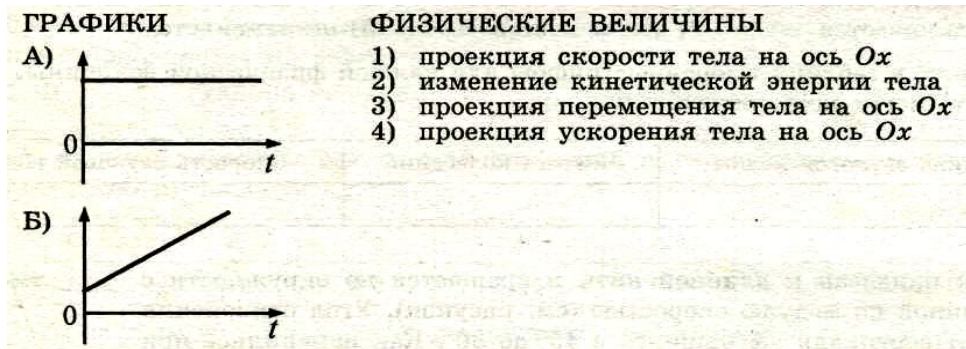 ГРАФИКИ
А)
0
t
Б)
0
t
ФИЗИЧЕСКИЕ ВЕЛИЧИНЫ
1) проекция скорости тела на ось Ox
2) изменение кинетической энергии тела
3) проекция перемещения тела на ось Ox
4) проекция ускорения тела на ось Ox